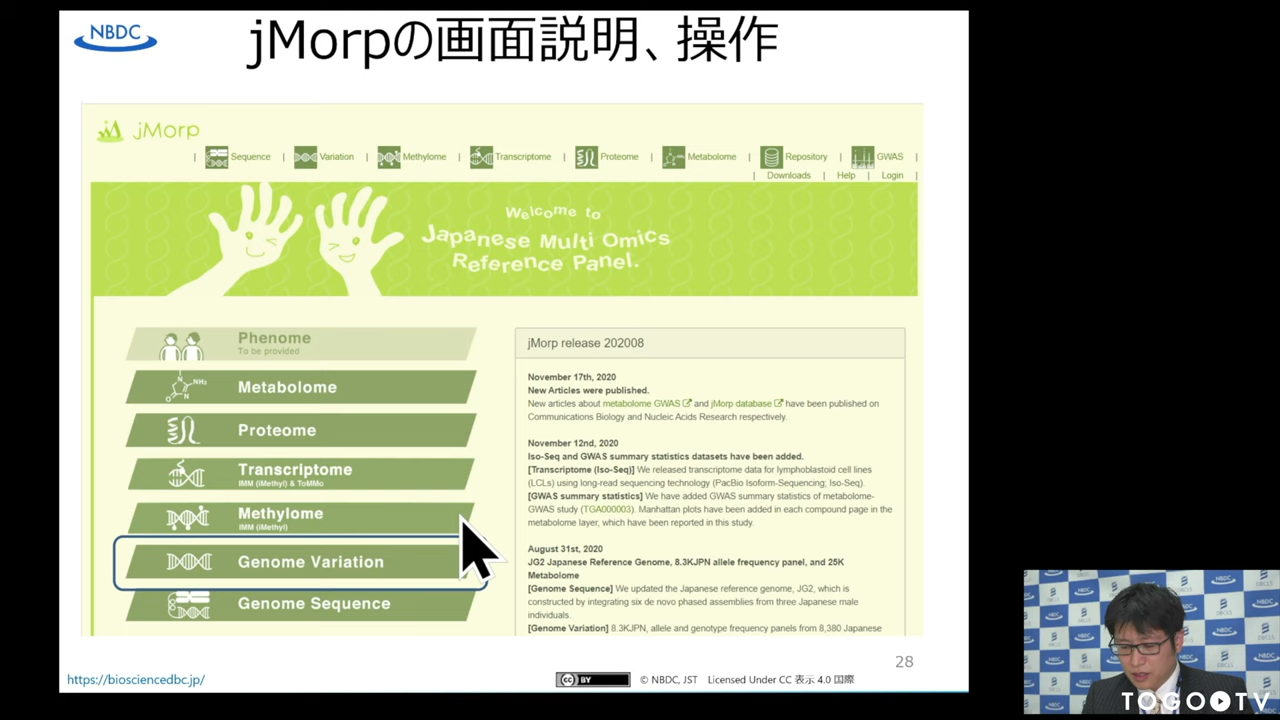 NBDC
jMorpの画面説明、操作
jMorp
| Sequence | Variation | Methylome | Transcriptome | Proteome | Metabolome | Repository | GWAS |
| Downloads | Help | Login |
Welcome to
Japanese Multi Omics
Reference Panel.
Phenome
To be provided
Metabolome
Proteome
Transcriptome
IMM (iMethyl) & ToMMo
Methylome
IMM (iMethyl)
Genome Variation
Genome Sequence
jMorp release 202008
November 17th, 2020
New Articles were published.
New articles about metabolome GWAS and jMorp database have been published on
Communications Biology and Nucleic Acids Research respectively.
November 12nd, 2020
Iso-Seq and GWAS summary statistics datasets have been added.
[Transcriptome (Iso-Seq)] We released transcriptome data for lymphoblastoid cell lines
(LCLs) using long-read sequencing technology (PacBio Isoform-Sequencing; Iso-Seq).
[GWAS summary statistics] We have added GWAS summary statistics of metabolome-
GWAS study (TGA000003). Manhattan plots have been added in each compound page in the
metabolome layer, which have been reported in this study.
August 31st, 2020
JG2 Japanese Reference Genome, 8.3KJPN allele frequency panel, and 25K
Metabolome
[Genome Sequence] We updated the Japanese reference genome, JG2, which is
constructed by integrating six de novo phased assemblies from three Japanese male
individuals.
[Genome Variation] 8.3KJPN, allele and genotype frequency panels from 8,380 Japanese
28
https://biosciencedbc.jp/
cc BY
© NBDC, JST Licensed Under CC 表示 4.0 国際
NBDC
DBCLS
TOGO TV